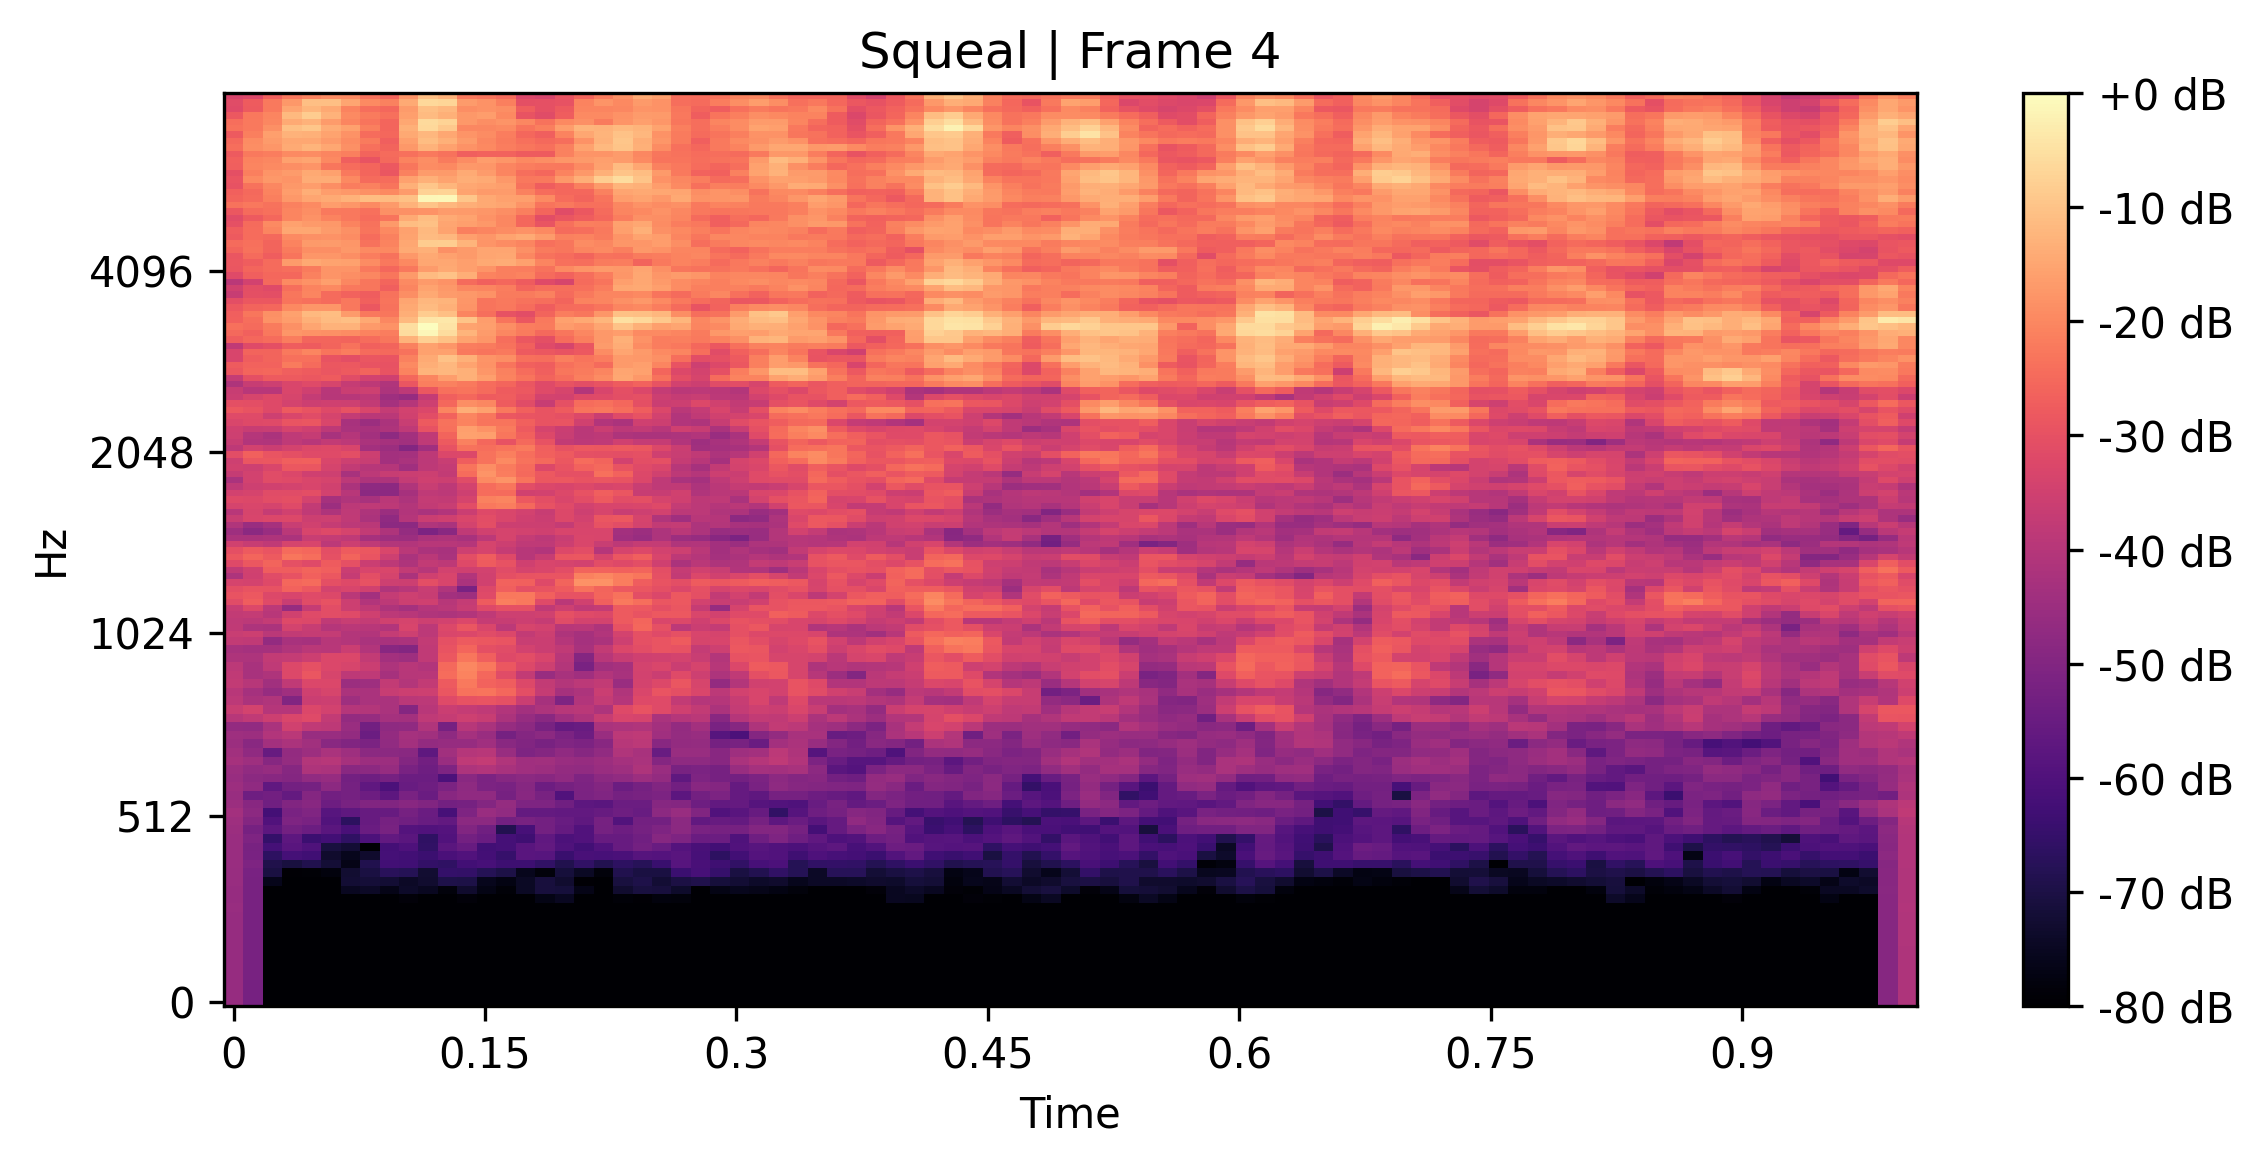 Squeal | Frame 4
+0 dB
-10 dB
-20 dB
-30 dB
-40 dB
-50 dB
-60 dB
-70 dB
-80 dB
Hz
4096
2048
1024
512
0
0 0.15 0.3 0.45 0.6 0.75 0.9
Time